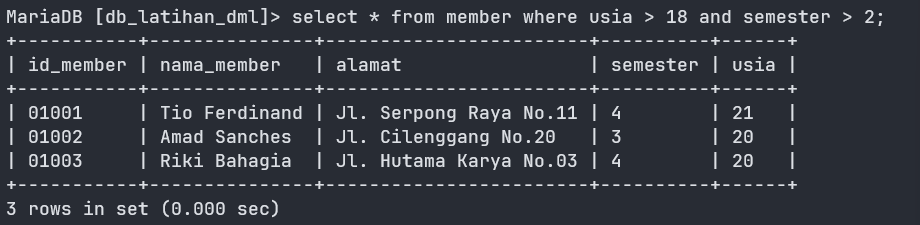 MariaDB [db_latihan_dml]> select * from member where usia > 18 and semester > 2;
+-----------+---------------+------------------------+----------+------+
| id_member | nama_member   | alamat                 | semester | usia |
+-----------+---------------+------------------------+----------+------+
| 01001     | Tio Ferdinand | Jl. Serpong Raya No.11 | 4        | 21   |
| 01002     | Amad Sanches  | Jl. Cilenggang No.20   | 3        | 20   |
| 01003     | Riki Bahagia  | Jl. Hutama Karya No.03 | 4        | 20   |
+-----------+---------------+------------------------+----------+------+
3 rows in set (0.000 sec)